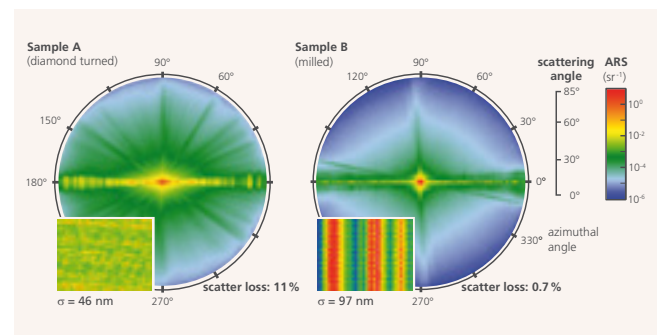 Sample A
(diamond turned)
90°
60°
150°
180°
270°
σ = 46 nm
scatter loss: 11%
Sample B
(milled)
90°
120°
60°
30°
0°
330°
270°
azimuthal
angle
σ = 97 nm
scatter loss: 0.7%
scattering
angle
85°
60°
30°
0°
ARS
(sr⁻¹)
10⁰
10⁻²
10⁻⁴
10⁻⁶